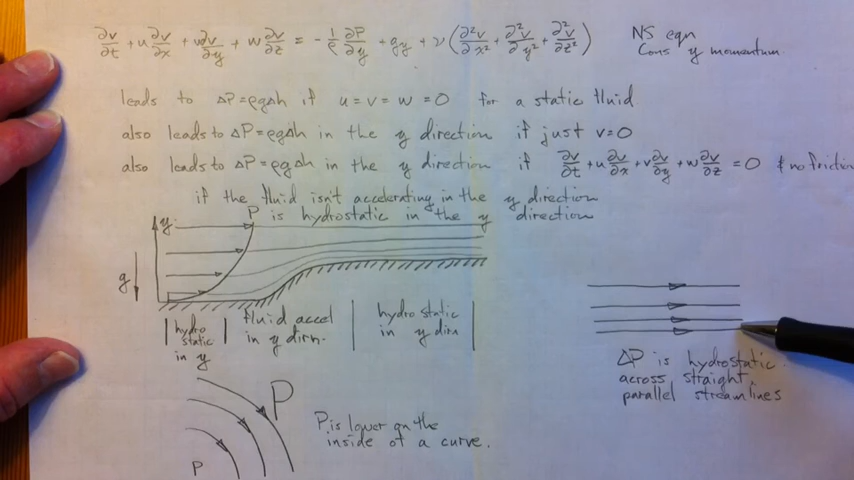 ∂v/∂t + u ∂v/∂x + v ∂v/∂y + w ∂v/∂z = - 1/ρ ∂P/∂y + gy + ν (∂²v/∂x² + ∂²v/∂y² + ∂²v/∂z²) NS eqn
Cons y momentum
leads to ΔP=ρgΔh if u = v = w = 0 for a static fluid
also leads to ΔP=ρgΔh in the y direction if just v=0
also leads to ΔP=ρgΔh in the y direction if ∂v/∂t + u ∂v/∂x + v ∂v/∂y + w ∂v/∂z = 0 & no friction
if the fluid isn't accelerating in the y direction
P is hydrostatic in the y direction
y
g
hydro
static
in y
fluid accel
in y dirn.
hydrostatic
in y dirn
ΔP is hydrostatic
across straight,
parallel streamlines
P
P is lower on the
inside of a curve.
P